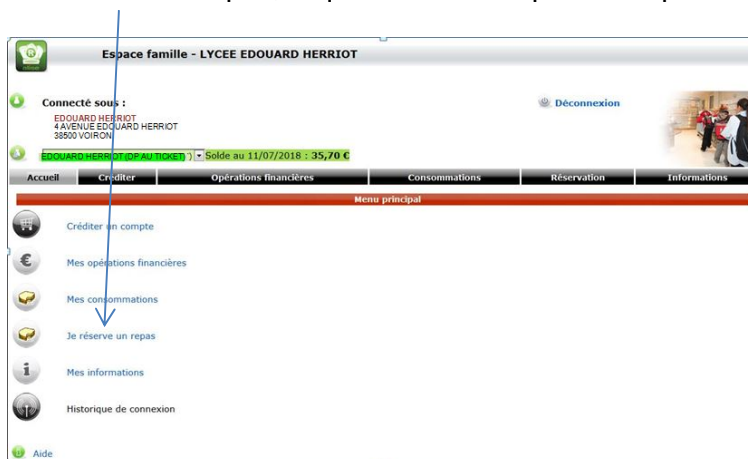 Espace famille - LYCEE EDOUARD HERRIOT
Connecté sous :
EDOUARD HERRIOT
4 AVENUE EDOUARD HERRIOT
38500 VOIRON
Déconnexion
EDOUARD HERRIOT (DP AU TICKET) ") Solde au 11/07/2018 : 35,70 €
Accueil Créditer Opérations financières Consommations Réservation Informations
Menu principal
Créditer un compte
Mes opérations financières
Mes consommations
Je réserve un repas
Mes informations
Historique de connexion
Aide